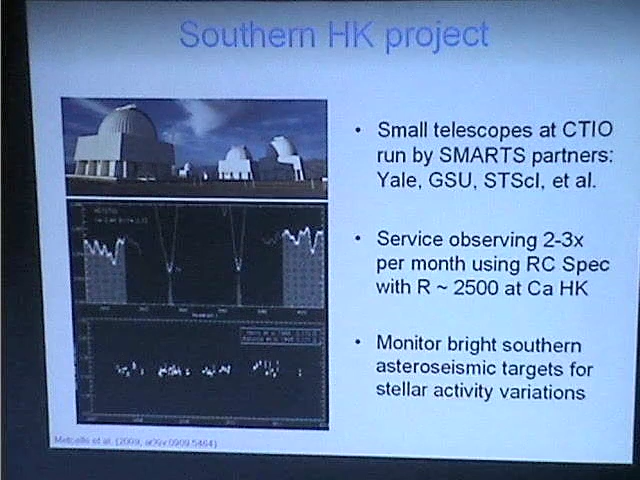 Southern HK project
• Small telescopes at CTIO
run by SMARTS partners:
Yale, GSU, STScI, et al.
• Service observing 2-3x
per month using RC Spec
with R ~ 2500 at Ca HK
• Monitor bright southern
asteroseismic targets for
stellar activity variations
Metcalfe et al. (2009, arXiv:0909.5464)